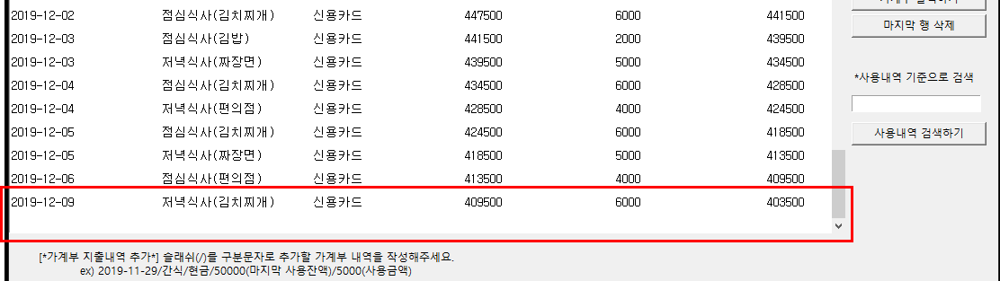 2019-12-02 점심식사(김치찌개) 신용카드 447500 6000 441500
2019-12-03 점심식사(김밥) 신용카드 441500 2000 439500
2019-12-03 저녁식사(짜장면) 신용카드 439500 5000 434500
2019-12-04 점심식사(김치찌개) 신용카드 434500 6000 428500
2019-12-04 저녁식사(편의점) 신용카드 428500 4000 424500
2019-12-05 점심식사(김치찌개) 신용카드 424500 6000 418500
2019-12-05 저녁식사(짜장면) 신용카드 418500 5000 413500
2019-12-06 점심식사(편의점) 신용카드 413500 4000 409500
2019-12-09 저녁식사(김치찌개) 신용카드 409500 6000 403500
마지막 행 삭제
*사용내역 기준으로 검색
사용내역 검색하기
[*가계부 지출내역 추가*] 슬래쉬(/)를 구분문자로 추가할 가계부 내역을 작성해주세요.
ex) 2019-11-29/간식/현금/50000(마지막 사용잔액)/5000(사용금액)